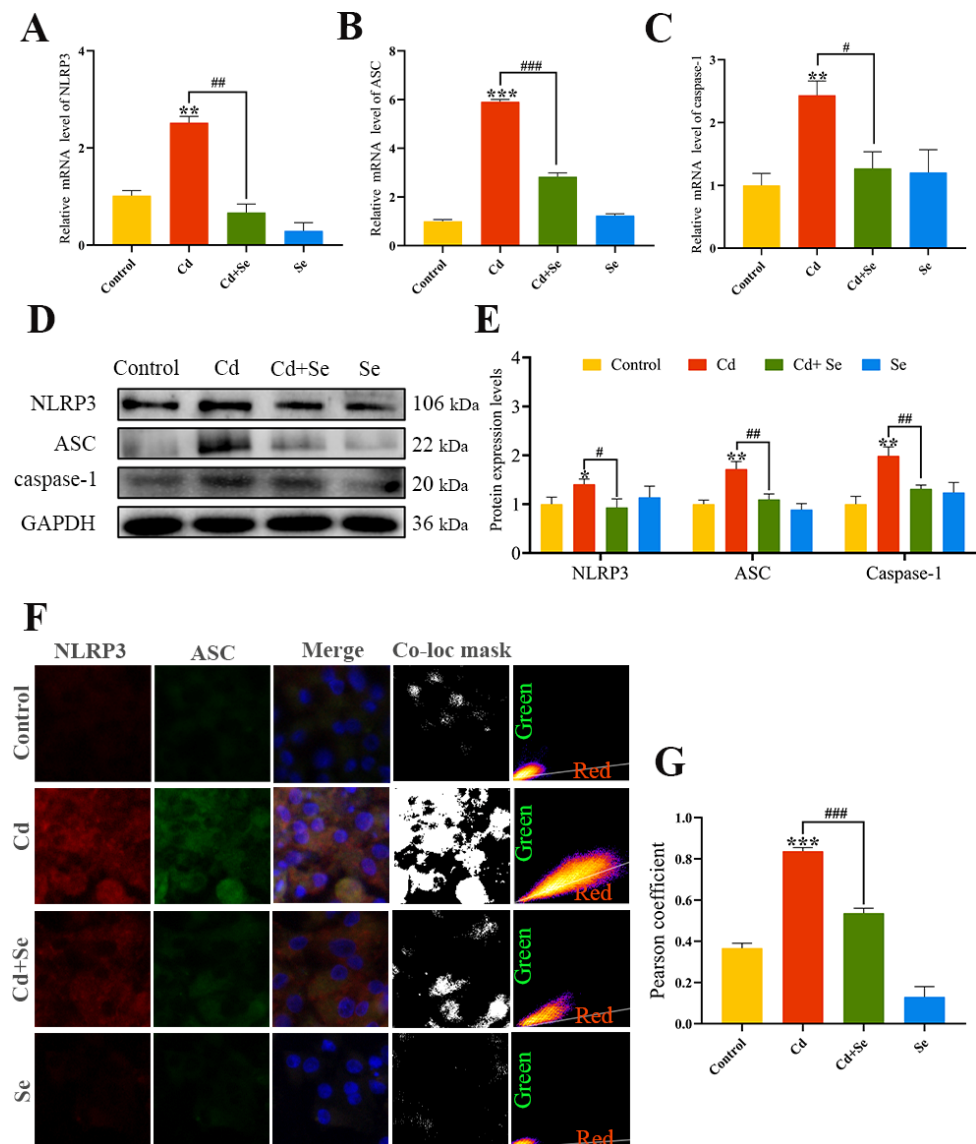 A
Relative mRNA level of NLRP3
4
2
0
**
##
Control
Cd
Cd+Se
Se
B
Relative mRNA level of ASC
8
6
4
2
0
***
###
Control
Cd
Cd+Se
Se
C
Relative mRNA level of caspase-1
3
2
1
0
**
#
Control
Cd
Cd+Se
Se
D
Control Cd Cd+Se Se
NLRP3 106 kDa
ASC 22 kDa
caspase-1 20 kDa
GAPDH 36 kDa
E
Control Cd Cd+ Se Se
Protein expression levels
4
3
2
1
0
* # ** ## ** ##
NLRP3 ASC Caspase-1
F
NLRP3 ASC Merge Co-loc mask
Control Green Red
Cd Green Red
Cd+Se Green Red
Se Green Red
G
Pearson coefficient
1.0
0.8
0.6
0.4
0.2
0.0
***
###
Control
Cd
Cd+Se
Se